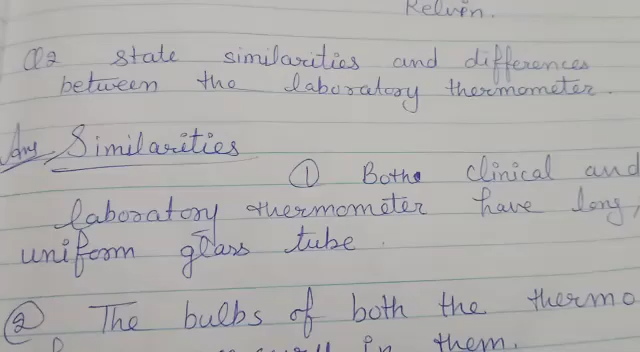 Kelvin.
Q2 state similarities and differences
between the laboratory thermometer.
Ans Similarities
① Both clinical and
laboratory thermometer have long,
uniform glass tube.
② The bulbs of both the thermo
in them.